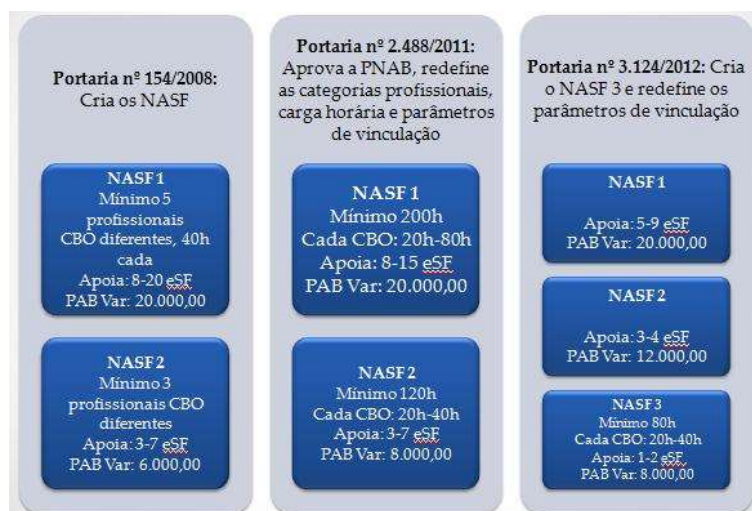 Portaria nº 154/2008:
Cria os NASF
NASF1
Mínimo 5
profissionais
CBO diferentes, 40h
cada
Apoia: 8-20 eSF
PAB Var: 20.000,00
NASF2
Mínimo 3
profissionais CBO
diferentes
Apoia: 3-7 eSF
PAB Var: 6.000,00
Portaria nº 2.488/2011:
Aprova a PNAB, redefine
as categorias profissionais,
carga horária e parâmetros
de vinculação
NASF 1
Mínimo 200h
Cada CBO: 20h-80h
Apoia: 8-15 eSF
PAB Var: 20.000,00
NASF2
Mínimo 120h
Cada CBO: 20h-40h
Apoia: 3-7 eSF
PAB Var: 8.000,00
Portaria nº 3.124/2012: Cria
o NASF 3 e redefine os
parâmetros de vinculação
NASF1
Apoia: 5-9 eSF
PAB Var: 20.000,00
NASF2
Apoia: 3-4 eSF
PAB Var: 12.000,00
NASF3
Mínimo 80h
Cada CBO: 20h-40h
Apoia: 1-2 eSF
PAB Var: 8.000,00